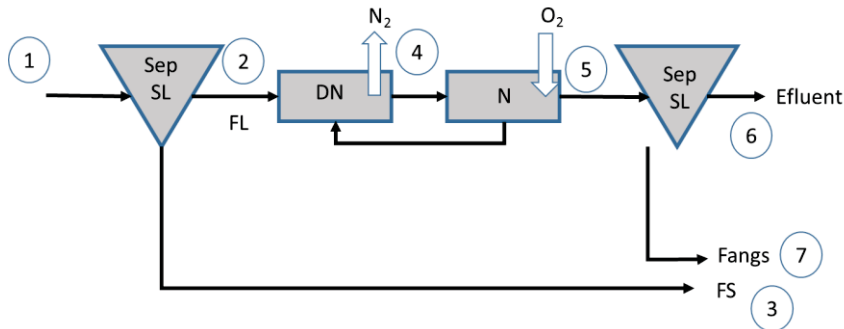 N2
O2
1
Sep
SL
2
4
5
Sep
SL
DN
N
Efluent
FL
6
Fangs
7
FS
3